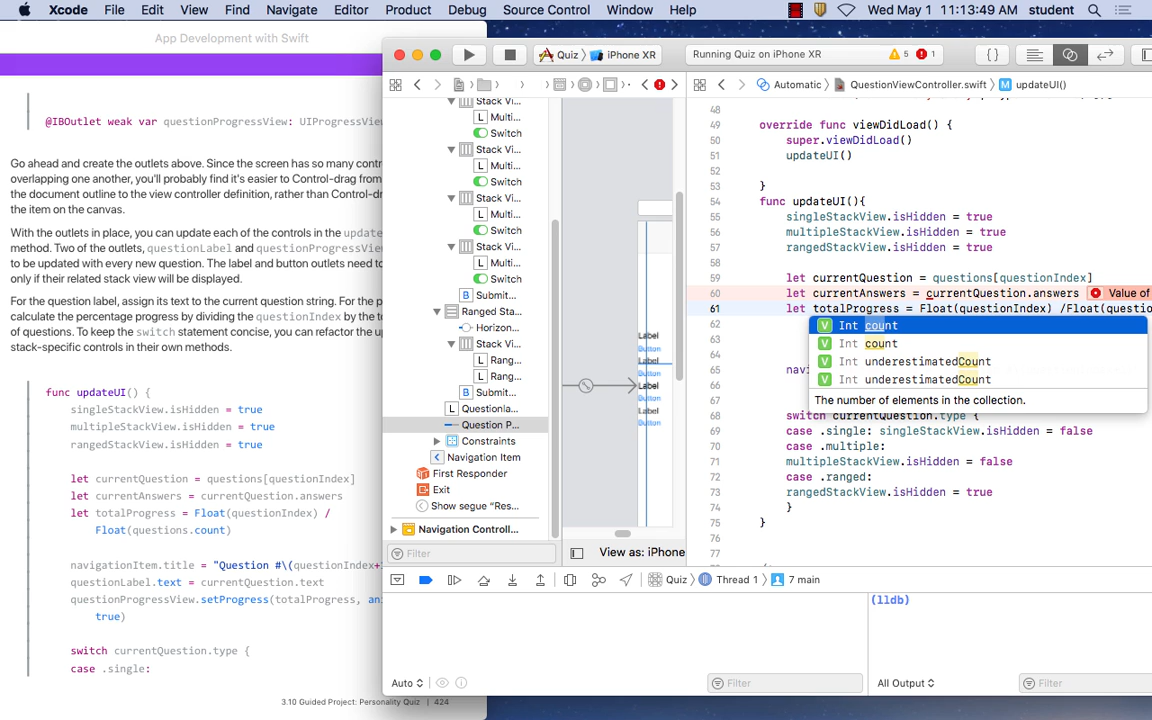 Xcode File Edit View Find Navigate Editor Product Debug Source Control Window Help Wed May 1 11:13:49 AM student
App Development with Swift
@IBOutlet weak var questionProgressView: UIProgressView
Go ahead and create the outlets above. Since the screen has so many contr
overlapping one another, you'll probably find it's easier to Control-drag from
the document outline to the view controller definition, rather than Control-dr
the item on the canvas.
With the outlets in place, you can update each of the controls in the update
method. Two of the outlets, questionLabel and questionProgressView
to be updated with every new question. The label and button outlets need to
only if their related stack view will be displayed.
For the question label, assign its text to the current question string. For the p
calculate the percentage progress by dividing the questionIndex by the to
of questions. To keep the switch statement concise, you can refactor the up
stack-specific controls in their own methods.
func updateUI() {
singleStackView.isHidden = true
multipleStackView.isHidden = true
rangedStackView.isHidden = true
let currentQuestion = questions[questionIndex]
let currentAnswers = currentQuestion.answers
let totalProgress = Float(questionIndex) /
Float(questions.count)
navigationItem.title = "Question #\(questionIndex+
questionLabel.text = currentQuestion.text
questionProgressView.setProgress(totalProgress, an
true)
switch currentQuestion.type {
case .single:
3.10 Guided Project: Personality Quiz | 424
Quiz iPhone XR
Running Quiz on iPhone XR 5 1
Automatic QuestionViewController.swift M updateUI()
Stack Vi...
L Multi...
Switch
Stack Vi...
L Multi...
Switch
Stack Vi...
L Multi...
Switch
Stack Vi...
L Multi...
Switch
B Submit...
Ranged St...
Horizon...
Stack Vi...
L Rang...
L Rang...
B Submit...
L Questionla...
Question P...
Constraints
Navigation Item
First Responder
Exit
Show segue "Res...
Navigation Controll...
Filter
Label
Button
Label
Button
Label
Button
Label
Button
View as: iPhone
48
49 override func viewDidLoad() {
50 super.viewDidLoad()
51 updateUI()
52
53 }
54 func updateUI(){
55 singleStackView.isHidden = true
56 multipleStackView.isHidden = true
57 rangedStackView.isHidden = true
58
59 let currentQuestion = questions[questionIndex]
60 let currentAnswers = currentQuestion.answers Value of
61 let totalProgress = Float(questionIndex) /Float(questio
62
V Int count
V Int count
V Int underestimatedCount
V Int underestimatedCount
The number of elements in the collection.
63
64
65 navi
66
67
68 switch currentQuestion.type {
69 case .single: singleStackView.isHidden = false
70 case .multiple:
71 multipleStackView.isHidden = false
72 case .ranged:
73 rangedStackView.isHidden = true
74 }
75 }
76
77
Quiz Thread 1 7 main
(lldb)
Auto Filter All Output Filter